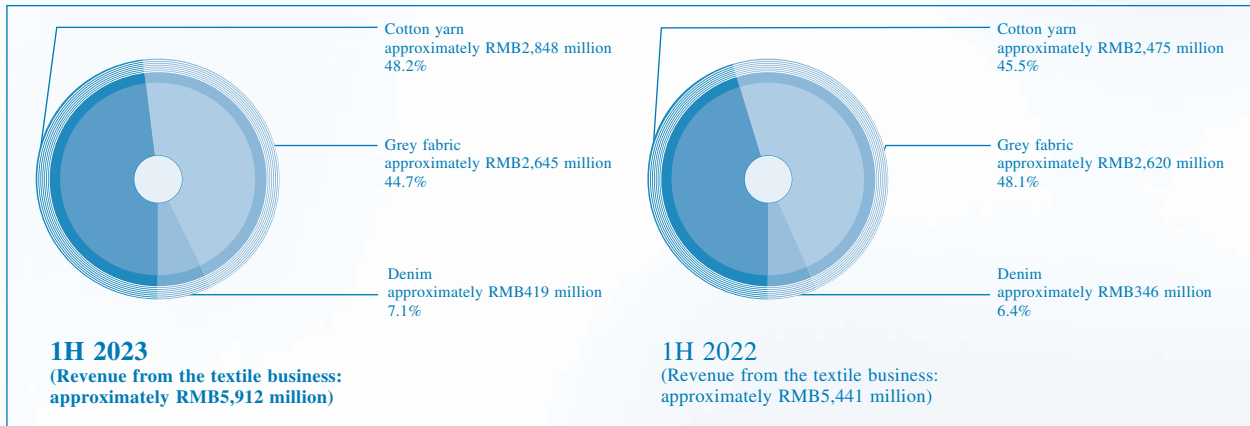 Cotton yarn
approximately RMB2,848 million
48.2%
Grey fabric
approximately RMB2,645 million
44.7%
Denim
approximately RMB419 million
7.1%
1H 2023
(Revenue from the textile business:
approximately RMB5,912 million)
Cotton yarn
approximately RMB2,475 million
45.5%
Grey fabric
approximately RMB2,620 million
48.1%
Denim
approximately RMB346 million
6.4%
1H 2022
(Revenue from the textile business:
approximately RMB5,441 million)